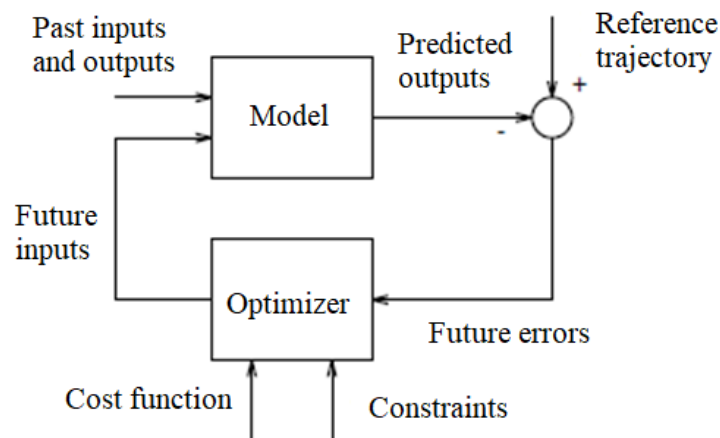 Past inputs
and outputs
Model
Predicted
outputs
Reference
trajectory
+
-
Future
inputs
Optimizer
Future errors
Cost function
Constraints